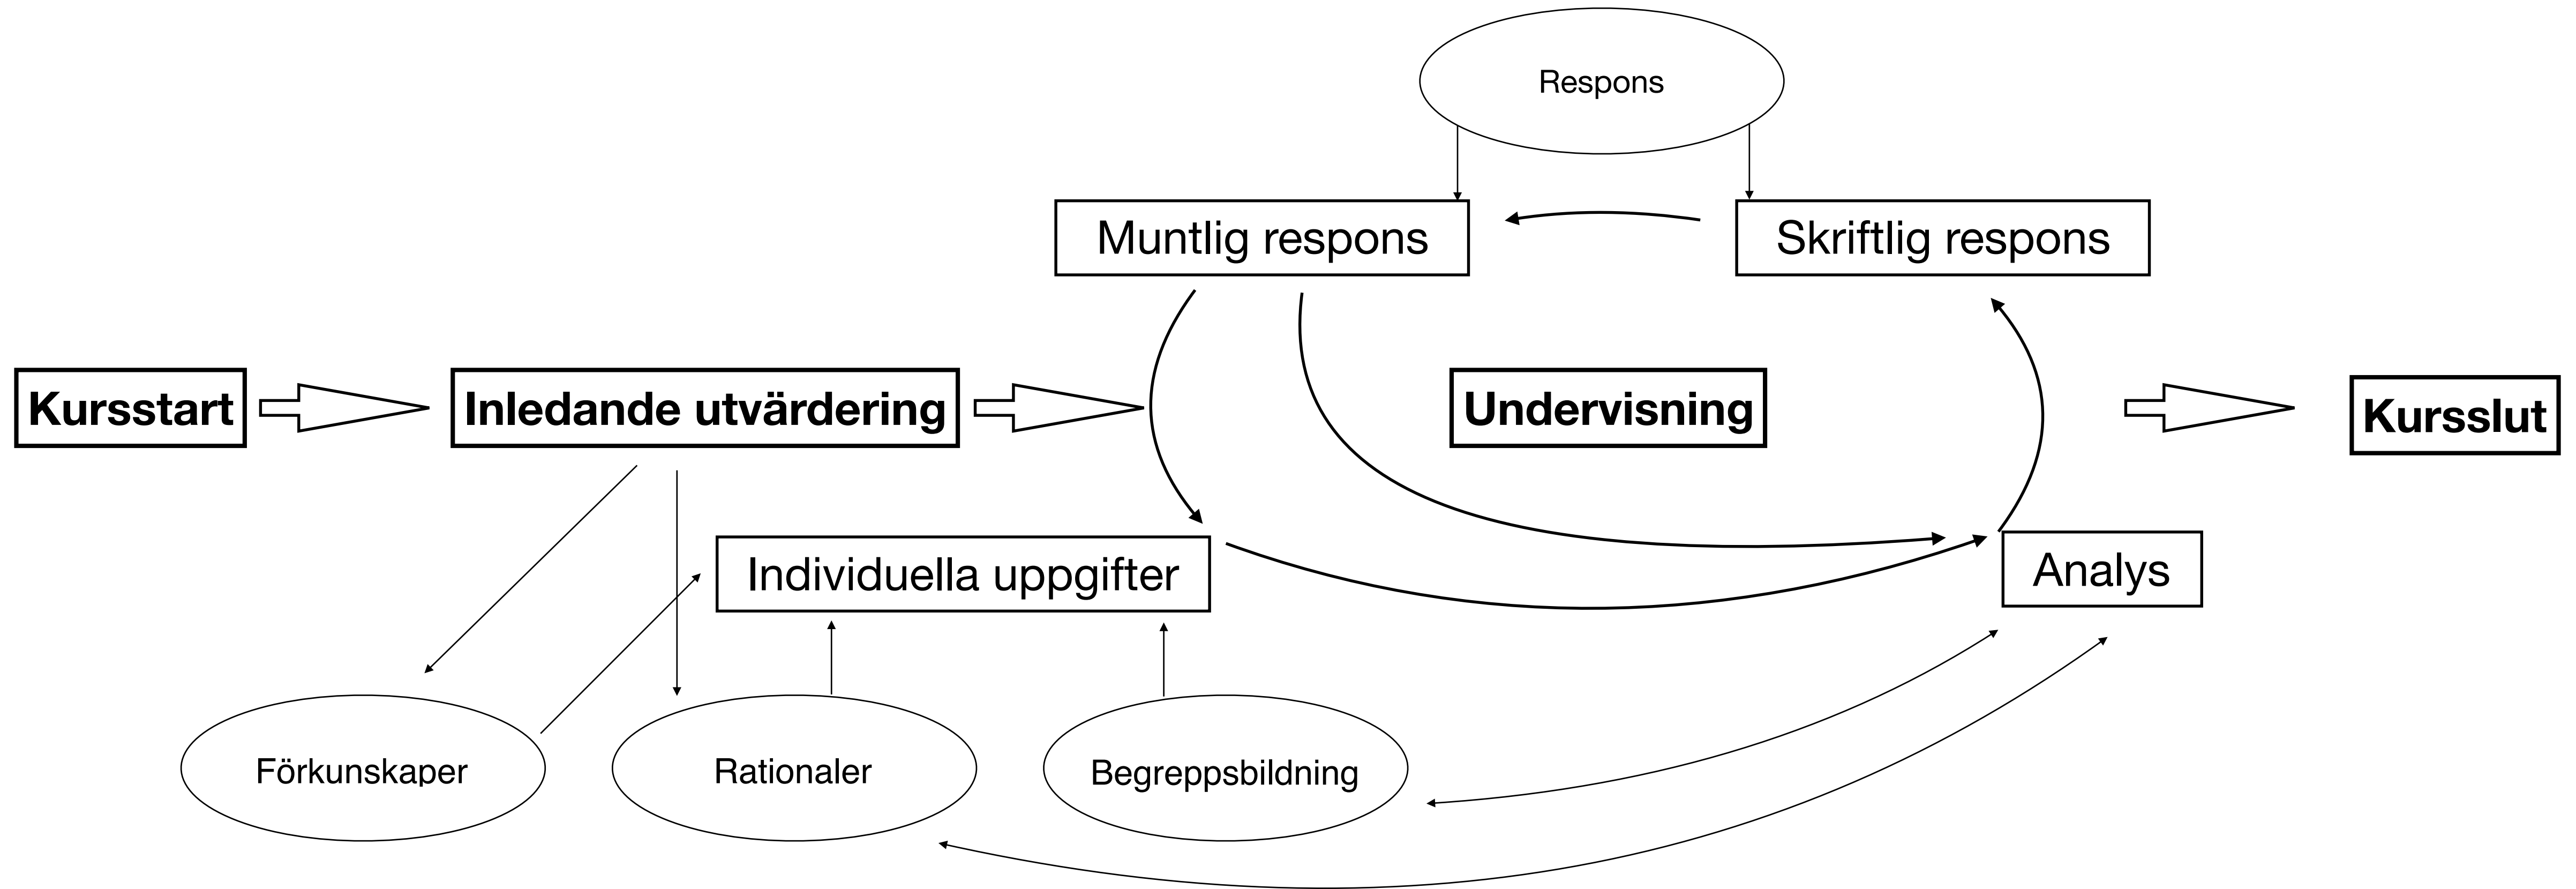 Respons
Muntlig respons
Skriftlig respons
Kursstart
Inledande utvärdering
Undervisning
Kursslut
Individuella uppgifter
Analys
Förkunskaper
Rationaler
Begreppsbildning